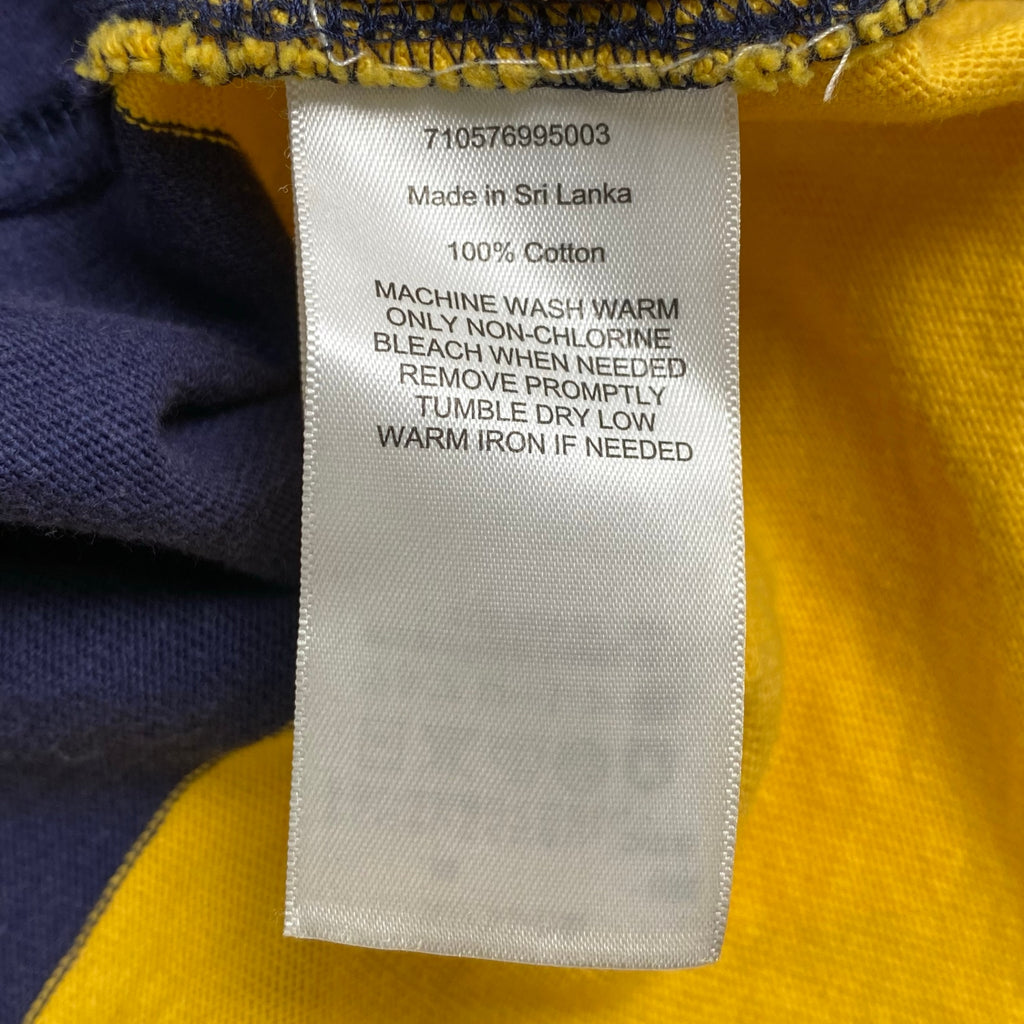 710576995003
Made in Sri Lanka
100% Cotton
MACHINE WASH WARM
ONLY NON-CHLORINE
BLEACH WHEN NEEDED
REMOVE PROMPTLY
TUMBLE DRY LOW
WARM IRON IF NEEDED